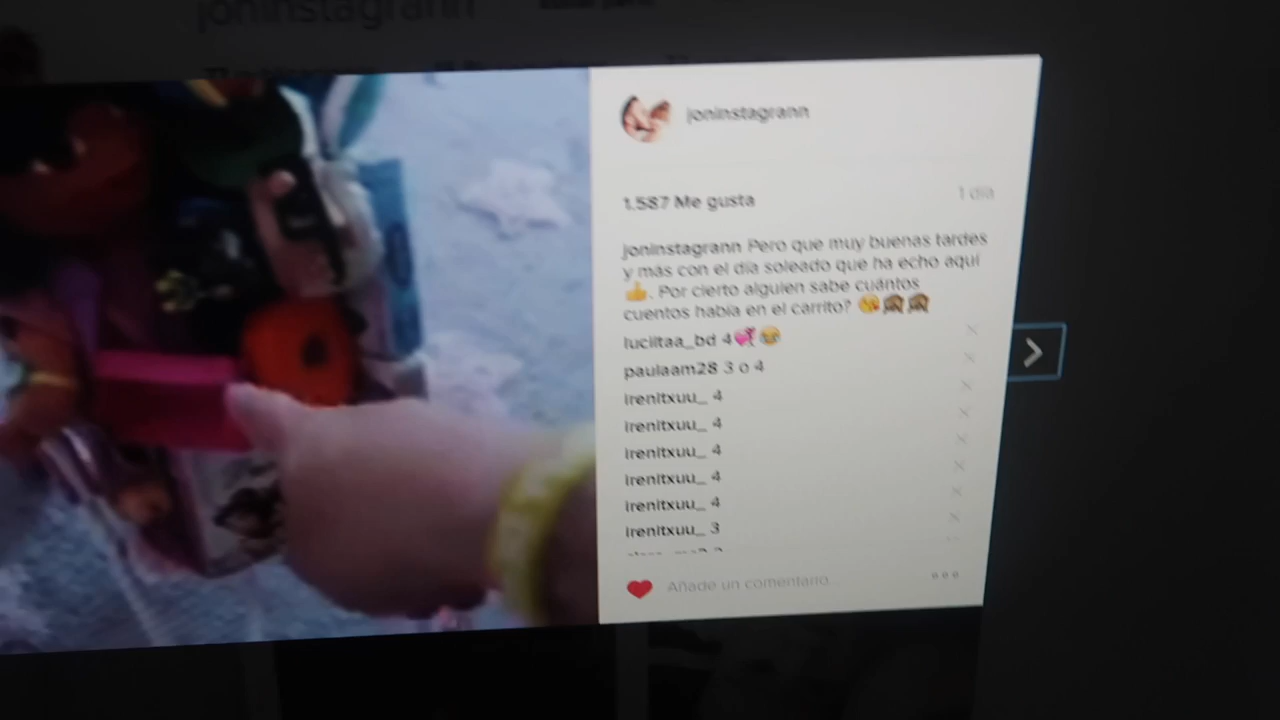 joninstagrann
joninstagrann
1.587 Me gusta
1 día
joninstagrann Pero que muy buenas tardes
y más con el día soleado que ha echo aquí
👍. Por cierto alguien sabe cuántos
cuentos había en el carrito? 😘🙈🙈
luciitaa_bd 4💞😂
paulaam28 3 o 4
irenitxuu_ 4
irenitxuu_ 4
irenitxuu_ 4
irenitxuu_ 4
irenitxuu_ 4
irenitxuu_ 3
Añade un comentario